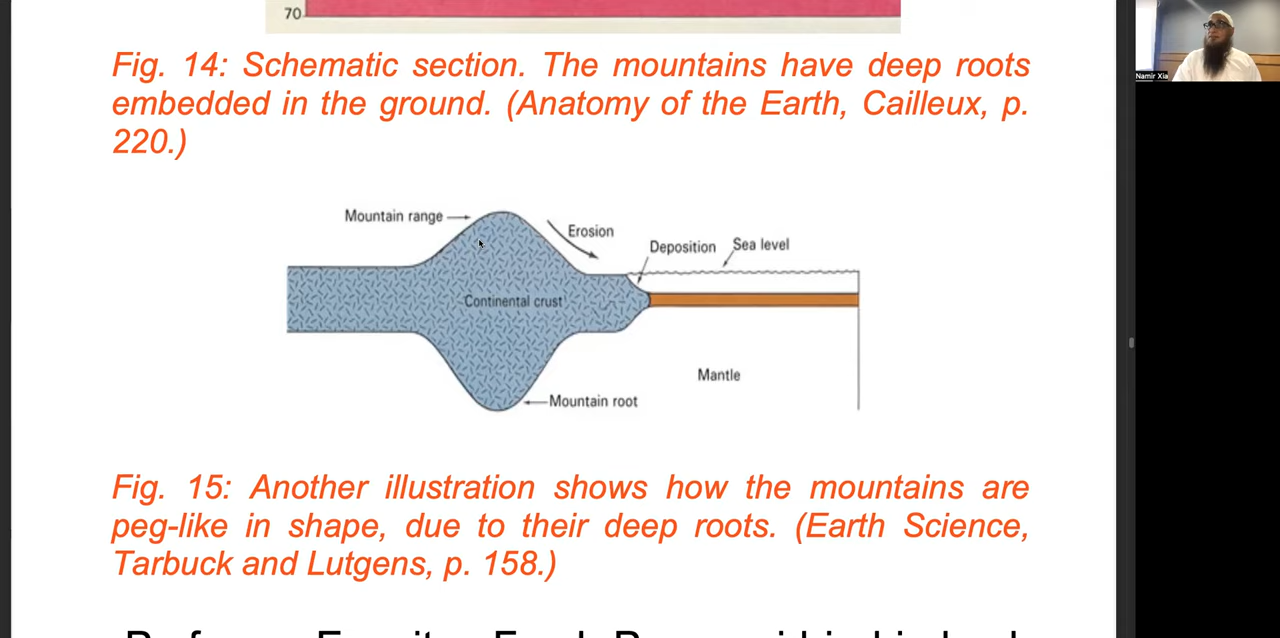 70
Fig. 14: Schematic section. The mountains have deep roots
embedded in the ground. (Anatomy of the Earth, Cailleux, p.
220.)
Mountain range
Erosion
Deposition
Sea level
Continental crust
Mantle
Mountain root
Fig. 15: Another illustration shows how the mountains are
peg-like in shape, due to their deep roots. (Earth Science,
Tarbuck and Lutgens, p. 158.)
Namir Xia